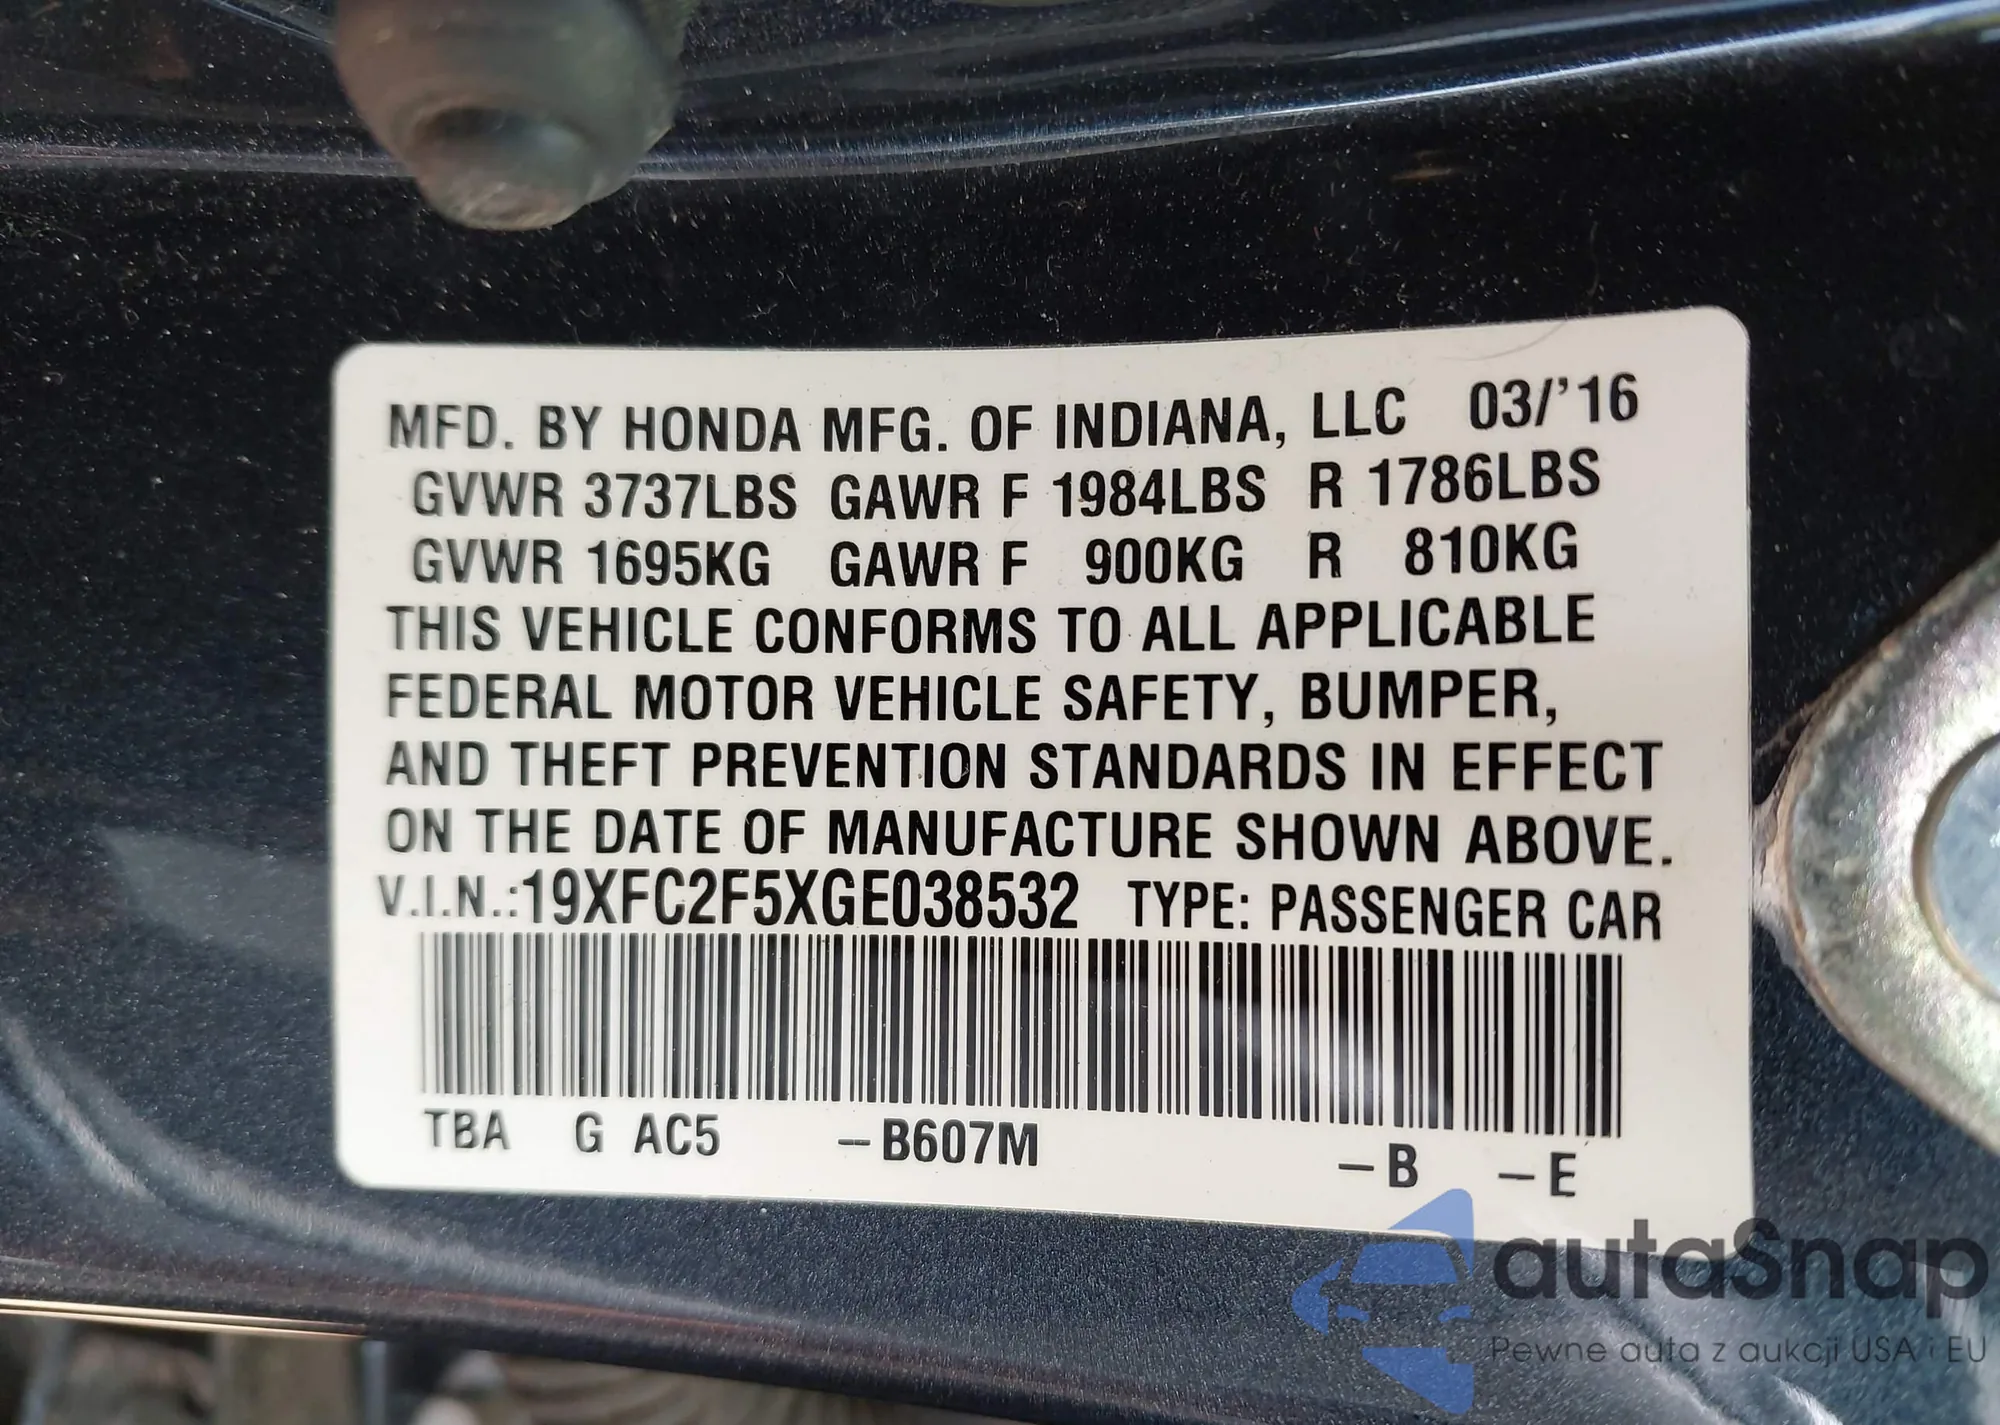 MFD. BY HONDA MFG. OF INDIANA, LLC 03/'16
GVWR 3737LBS GAWR F 1984LBS R 1786LBS
GVWR 1695KG GAWR F 900KG R 810KG
THIS VEHICLE CONFORMS TO ALL APPLICABLE
FEDERAL MOTOR VEHICLE SAFETY, BUMPER,
AND THEFT PREVENTION STANDARDS IN EFFECT
ON THE DATE OF MANUFACTURE SHOWN ABOVE.
V.I.N.:19XFC2F5XGE038532 TYPE: PASSENGER CAR
TBA G AC5 –B607M –B –E
autaSnap
Pewne auta z aukcji USA i EU